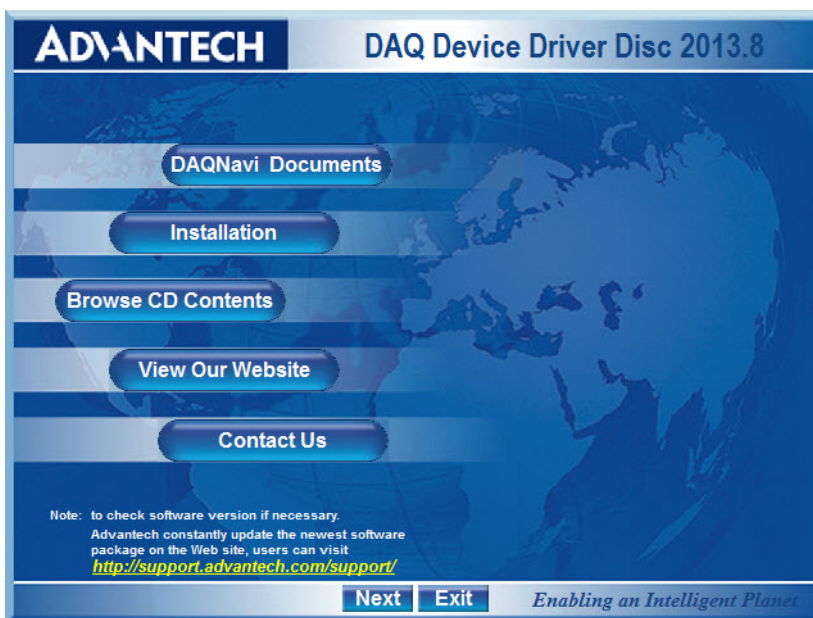 ADVANTECH
DAQ Device Driver Disc 2013.8
DAQNavi Documents
Installation
Browse CD Contents
View Our Website
Contact Us
Note: to check software version if necessary.
Advantech constantly update the newest software
package on the Web site, users can visit
http://support.advantech.com/support/
Next Exit Enabling an Intelligent Planet